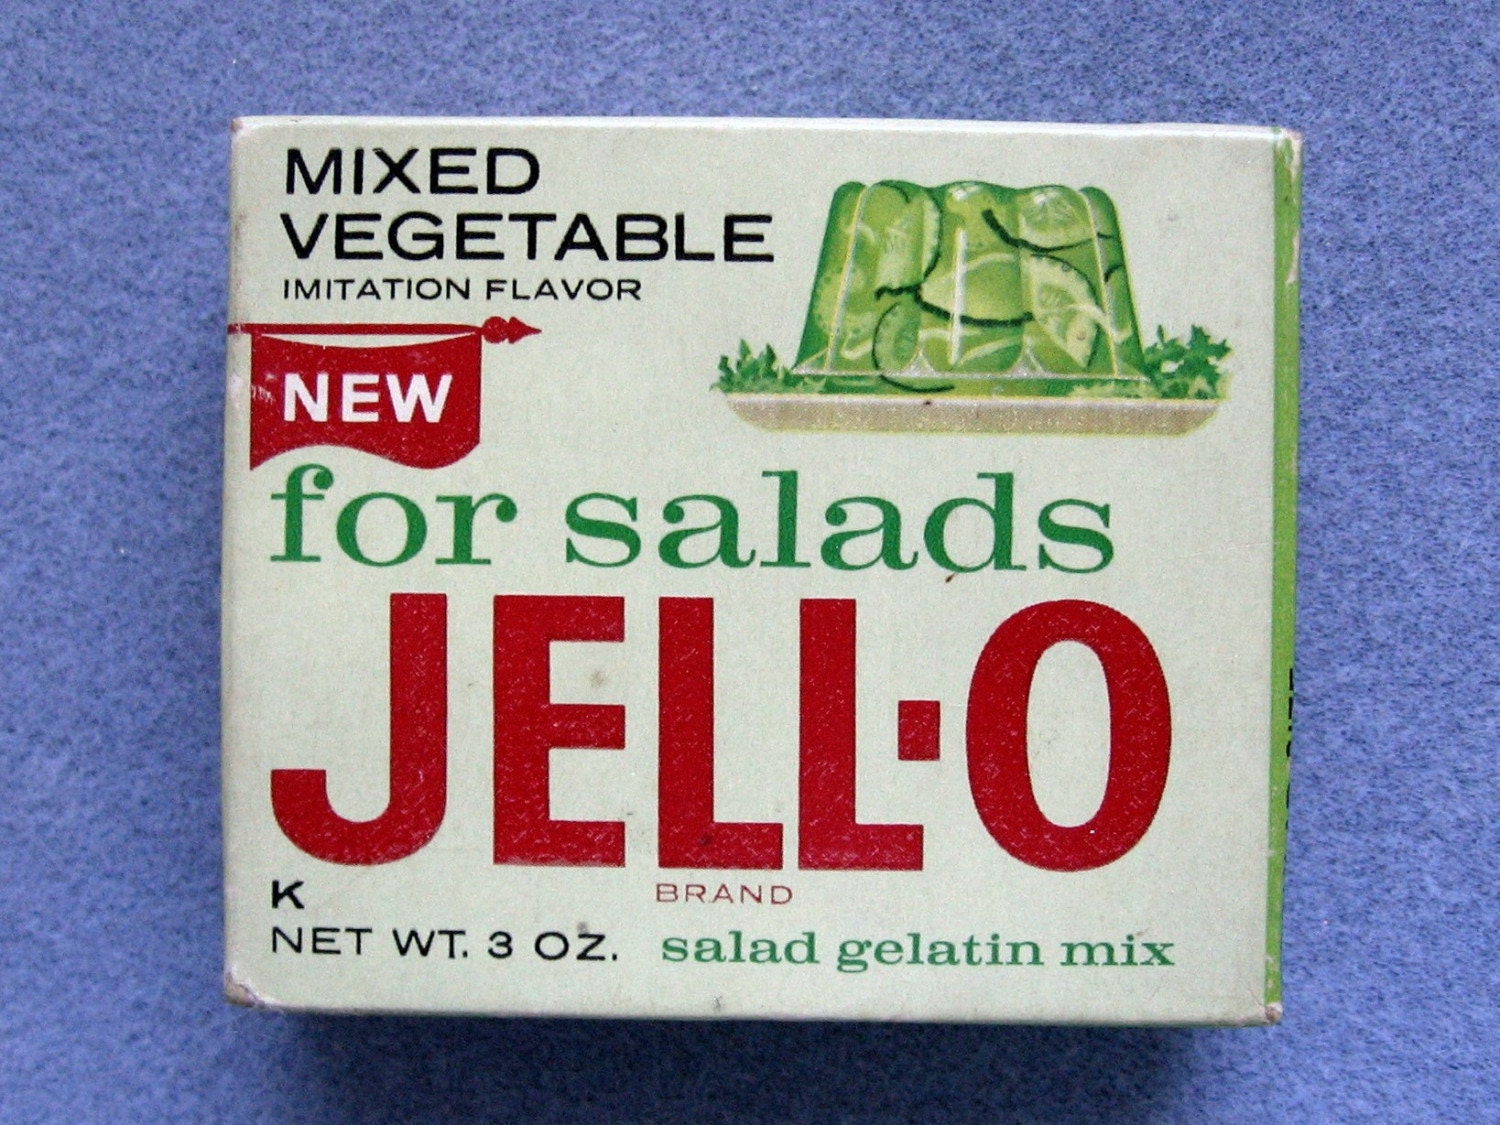 MIXED
VEGETABLE
IMITATION FLAVOR
NEW
for salads
JELL-O
BRAND
K
NET WT. 3 OZ. salad gelatin mix